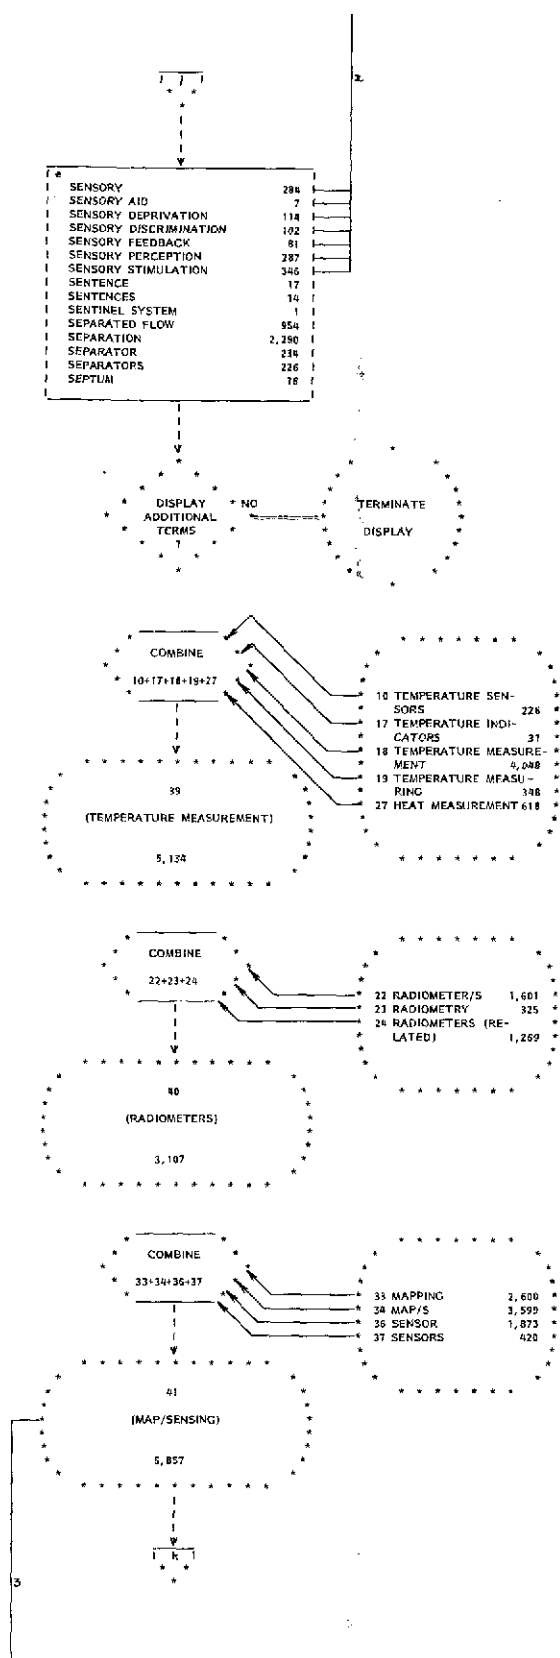 2
J
e
SENSORY 284
SENSORY AID 7
SENSORY DEPRIVATION 114
SENSORY DISCRIMINATION 102
SENSORY FEEDBACK 81
SENSORY PERCEPTION 287
SENSORY STIMULATION 346
SENTENCE 17
SENTENCES 14
SENTINEL SYSTEM 1
SEPARATED FLOW 954
SEPARATION 2,290
SEPARATOR 234
SEPARATORS 226
SEPTUM 78
DISPLAY
ADDITIONAL
TERMS
?
NO
TERMINATE
DISPLAY
COMBINE
10+17+18+19+27
10 TEMPERATURE SEN-
SORS 226
17 TEMPERATURE INDI-
CATORS 37
18 TEMPERATURE MEASURE-
MENT 4,048
19 TEMPERATURE MEASU-
RING 348
27 HEAT MEASUREMENT 618
39
(TEMPERATURE MEASUREMENT)
5,134
COMBINE
22+23+24
22 RADIOMETER/S 1,601
23 RADIOMETRY 325
24 RADIOMETERS (RE-
LATED) 1,269
40
(RADIOMETERS)
3,107
COMBINE
33+34+36+37
33 MAPPING 2,600
34 MAP/S 3,599
36 SENSOR 1,873
37 SENSORS 420
41
(MAP/SENSING)
5,857
k
3